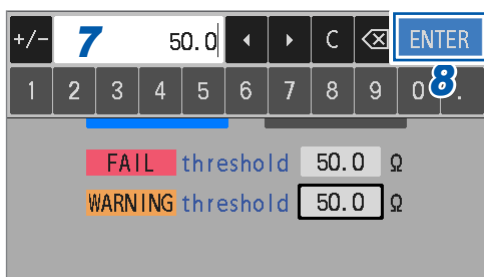 +/- 7 50.0 ◂ ▸ C ⌫ ENTER
8
1 2 3 4 5 6 7 8 9 0 .
FAIL threshold 50.0 Ω
WARNING threshold 50.0 Ω